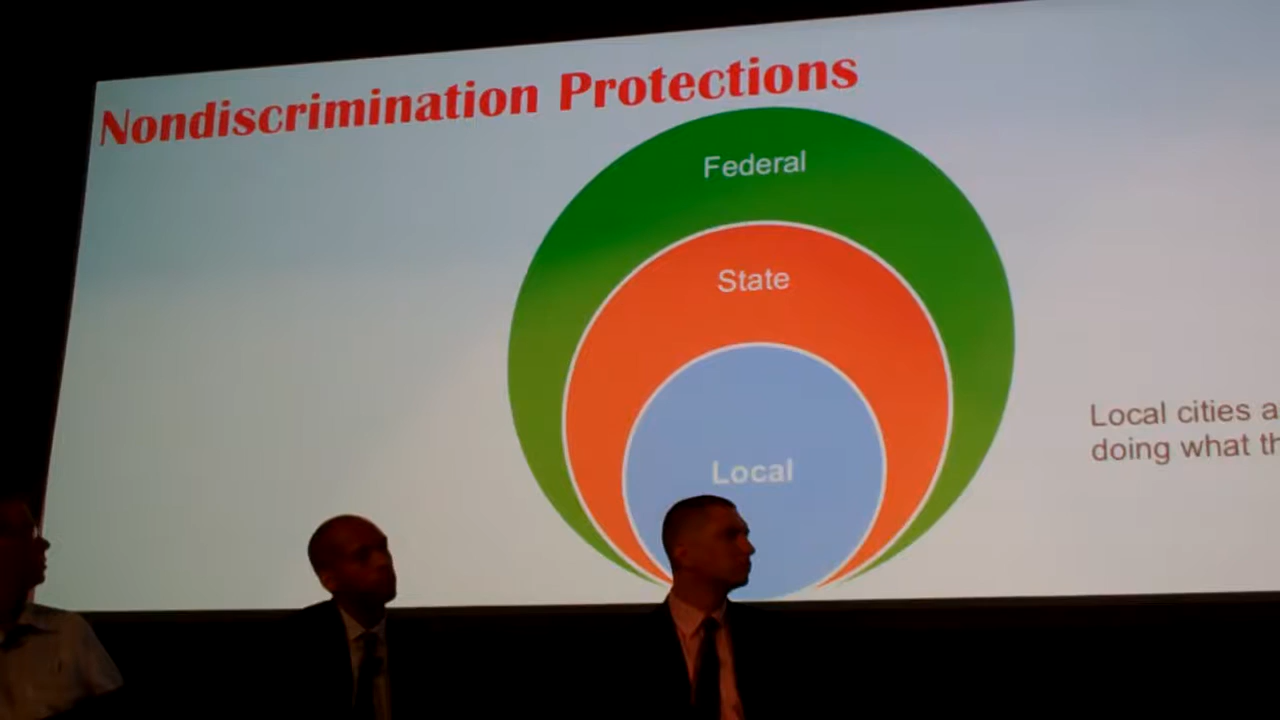 Nondiscrimination Protections
Federal
State
Local
Local cities a
doing what th